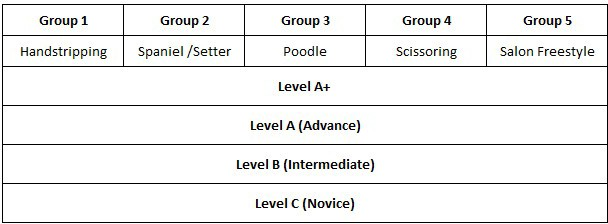 Group 1 Group 2 Group 3 Group 4 Group 5
Handstripping Spaniel /Setter Poodle Scissoring Salon Freestyle
Level A+
Level A (Advance)
Level B (Intermediate)
Level C (Novice)